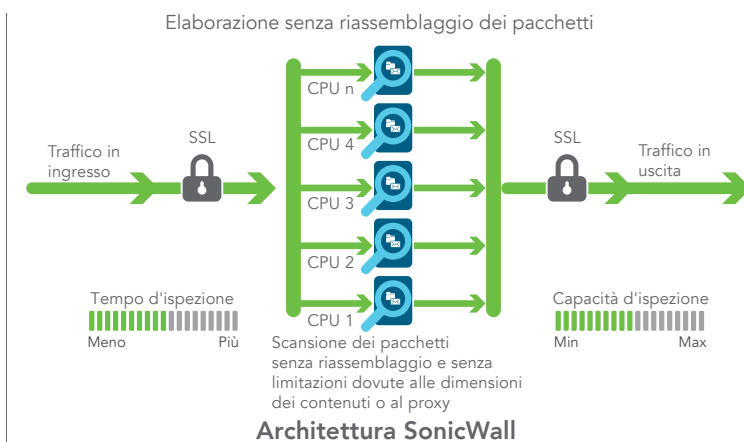 Elaborazione senza riassemblaggio dei pacchetti
CPU n
CPU 4
CPU 3
CPU 2
CPU 1
Traffico in
ingresso
SSL
SSL
Traffico in
uscita
Tempo d'ispezione
Meno Più
Capacità d'ispezione
Min Max
Scansione dei pacchetti
senza riassemblaggio e senza
limitazioni dovute alle dimensioni
dei contenuti o al proxy
Architettura SonicWall